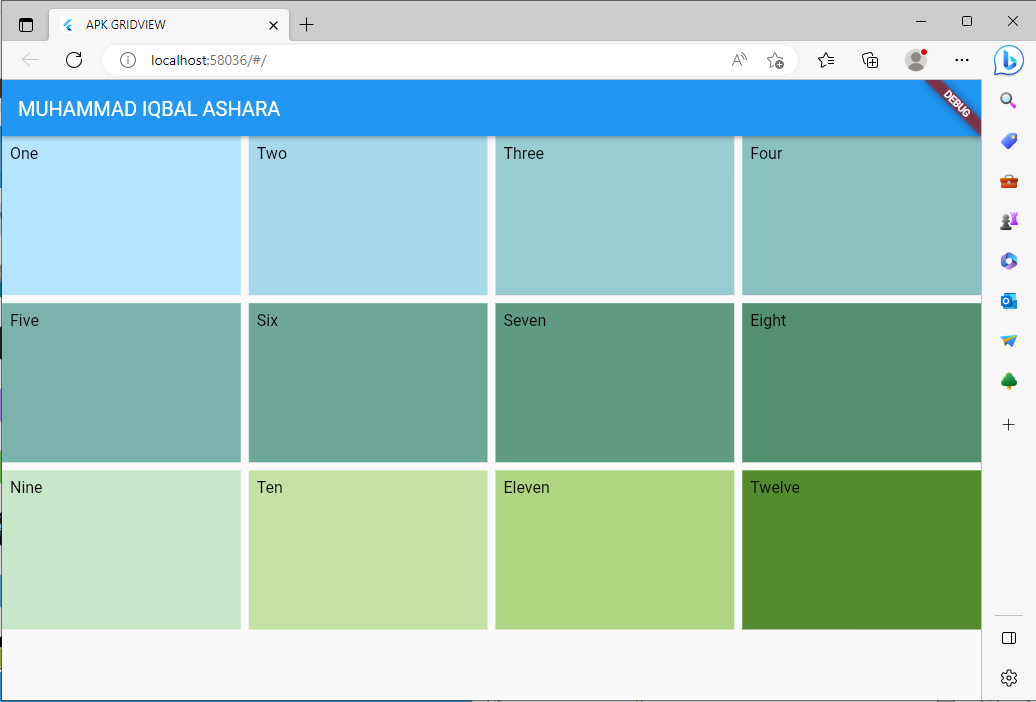 APK GRIDVIEW
localhost:58036/#/
MUHAMMAD IQBAL ASHARA
DEBUG
One
Two
Three
Four
Five
Six
Seven
Eight
Nine
Ten
Eleven
Twelve